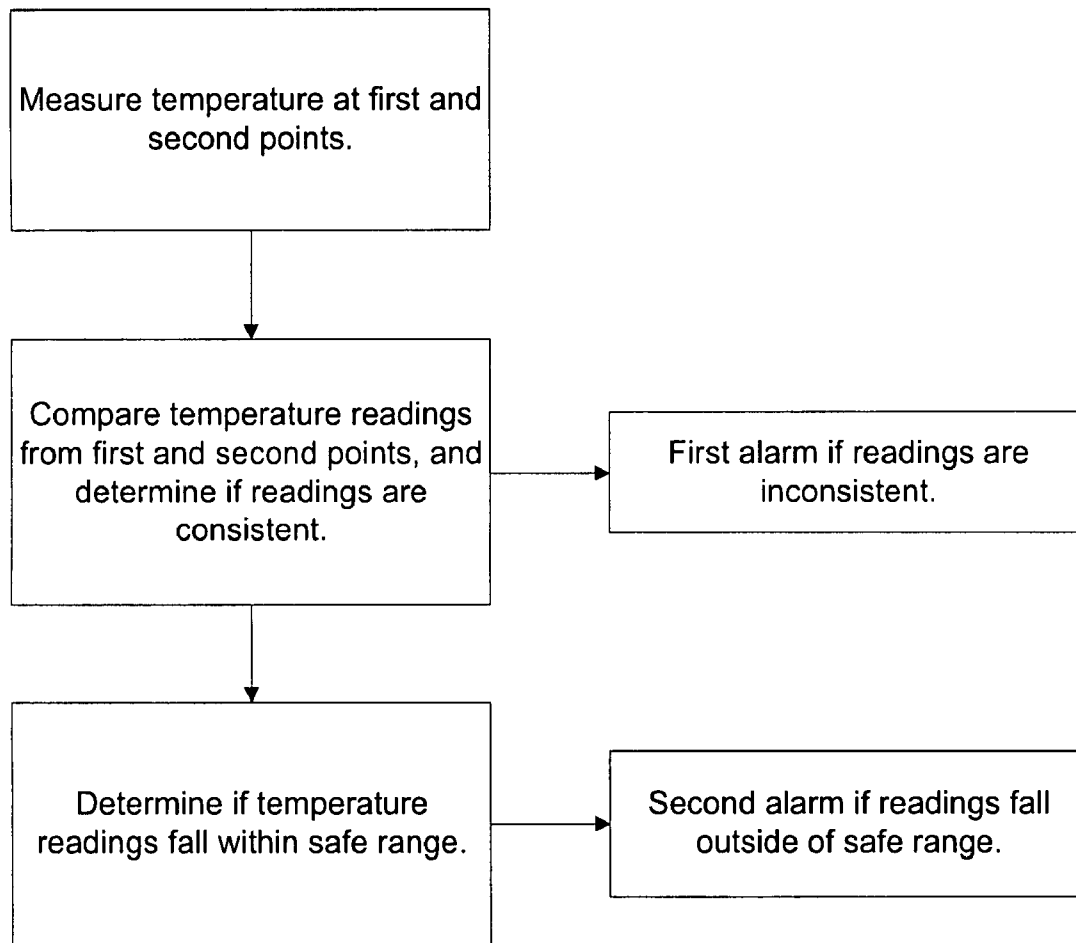 Measure temperature at first and
second points.
Compare temperature readings
from first and second points, and
determine if readings are
consistent.
First alarm if readings are
inconsistent.
Determine if temperature
readings fall within safe range.
Second alarm if readings fall
outside of safe range.